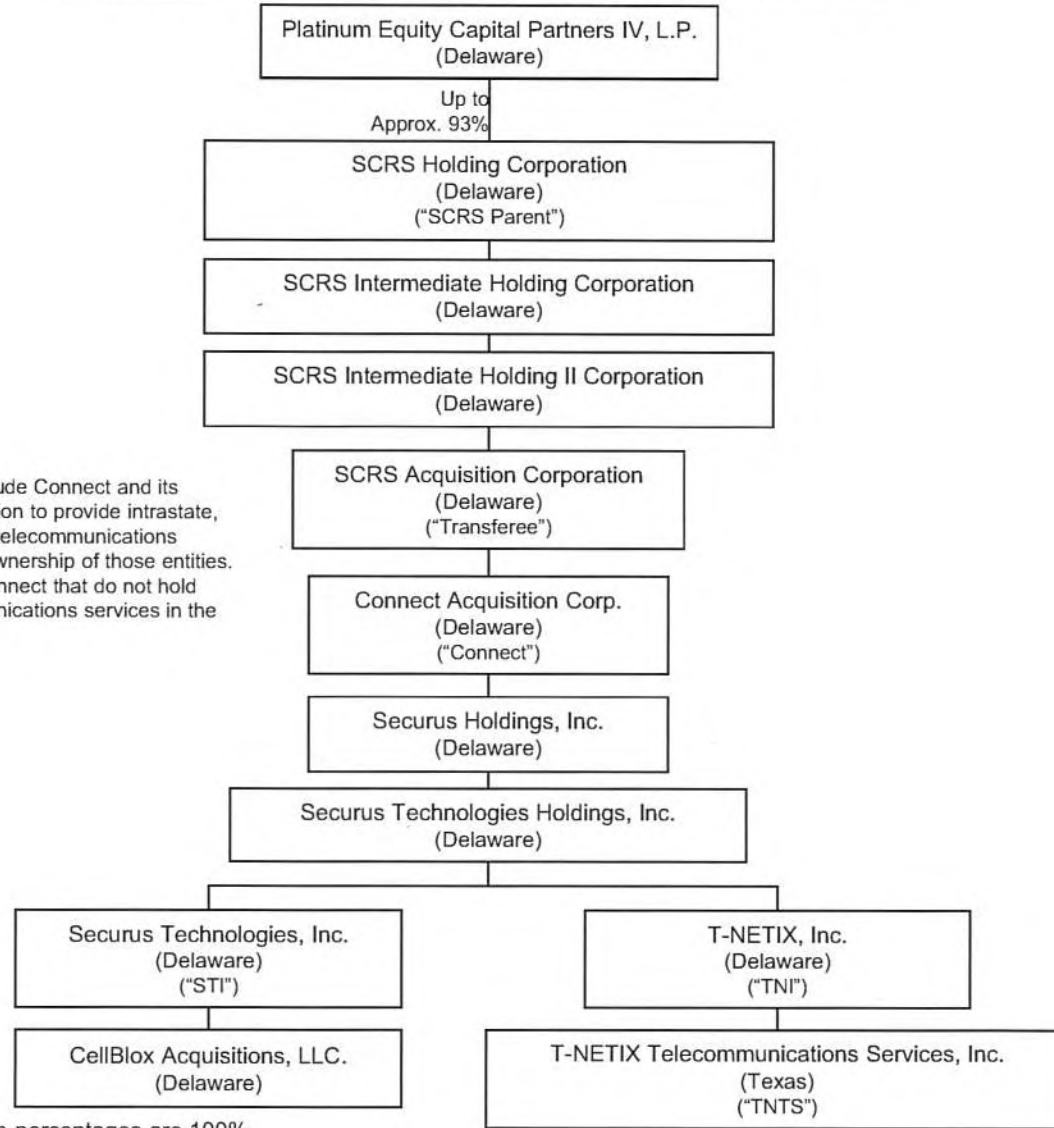 Platinum Equity Capital Partners IV, L.P.
(Delaware)
Up to
Approx. 93%
SCRS Holding Corporation
(Delaware)
("SCRS Parent")
SCRS Intermediate Holding Corporation
(Delaware)
SCRS Intermediate Holding II Corporation
(Delaware)
SCRS Acquisition Corporation
(Delaware)
("Transferee")
Connect and its
to provide intrastate,
telecommunications
ownership of those entities.
that do not hold
services in the
Connect Acquisition Corp.
(Delaware)
("Connect")
Securus Holdings, Inc.
(Delaware)
Securus Technologies Holdings, Inc.
(Delaware)
Securus Technologies, Inc.
(Delaware)
("STI")
T-NETIX, Inc.
(Delaware)
("TNI")
CellBlox Acquisitions, LLC.
(Delaware)
T-NETIX Telecommunications Services, Inc.
(Texas)
("TNTS")
percentages are 100%